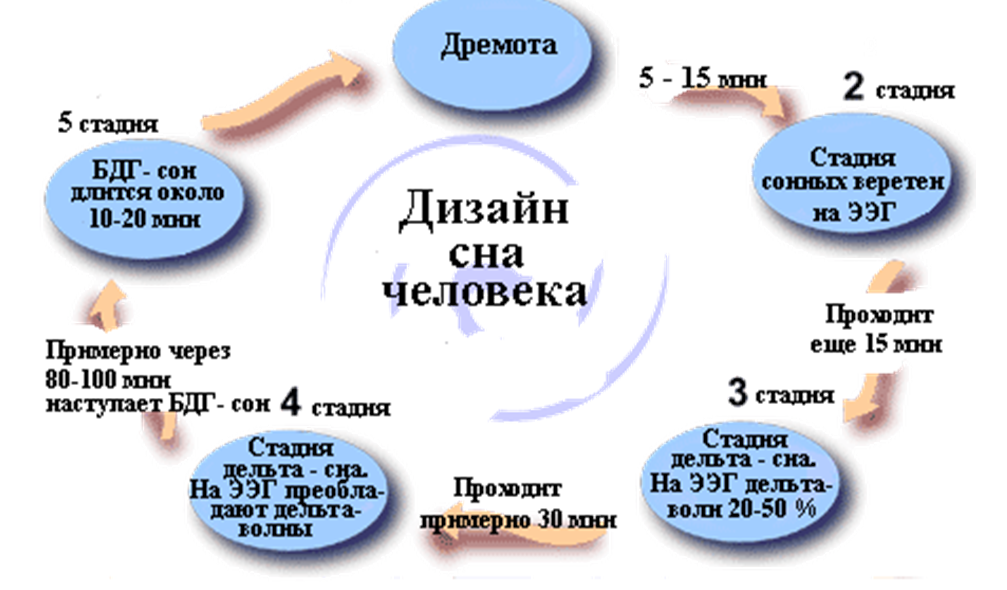 Дремота
5 - 15 мин
2 стадия
Стадия
сонных веретен
на ЭЭГ
Проходит
еще 15 мин
3 стадия
Стадия
дельта - сна.
На ЭЭГ дельта-
волн 20-50 %
Проходит
примерно 30 мин
4 стадия
Стадия
дельта - сна.
На ЭЭГ преобла-
дают дельта-
волны
Примерно через
80-100 мин
наступает БДГ- сон
5 стадия
БДГ- сон
длится около
10-20 мин
Дизайн
сна
человека